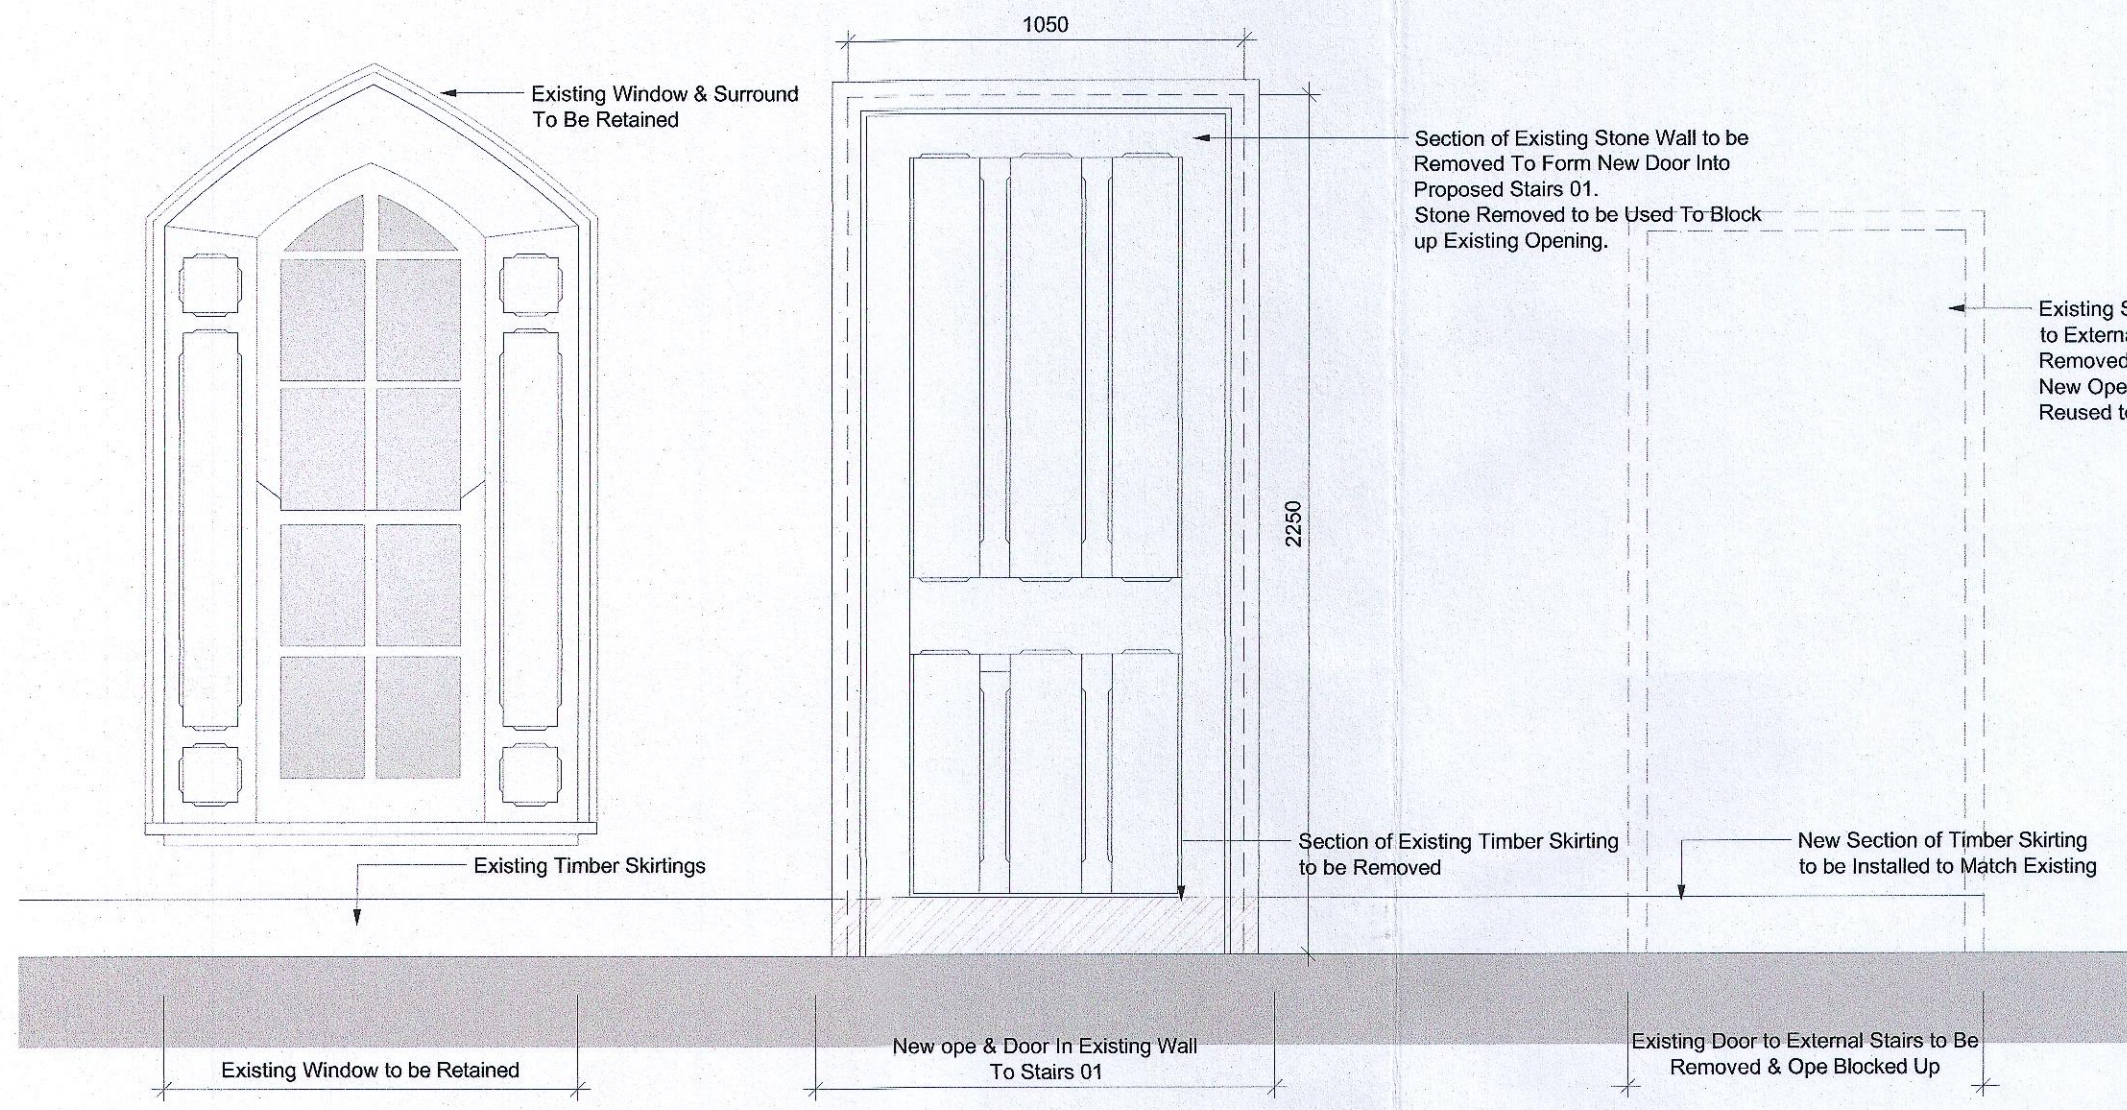 1050
Existing Window & Surround
To Be Retained
Section of Existing Stone Wall to be
Removed To Form New Door Into
Proposed Stairs 01.
Stone Removed to be Used To Block
up Existing Opening.
Existing
to
Removed
New
Reused
2250
Section of Existing Timber Skirting
to be Removed
New Section of Timber Skirting
to be Installed to Match Existing
Existing Timber Skirtings
Existing Window to be Retained
New ope & Door In Existing Wall
To Stairs 01
Existing Door to External Stairs to Be
Removed & Ope Blocked Up